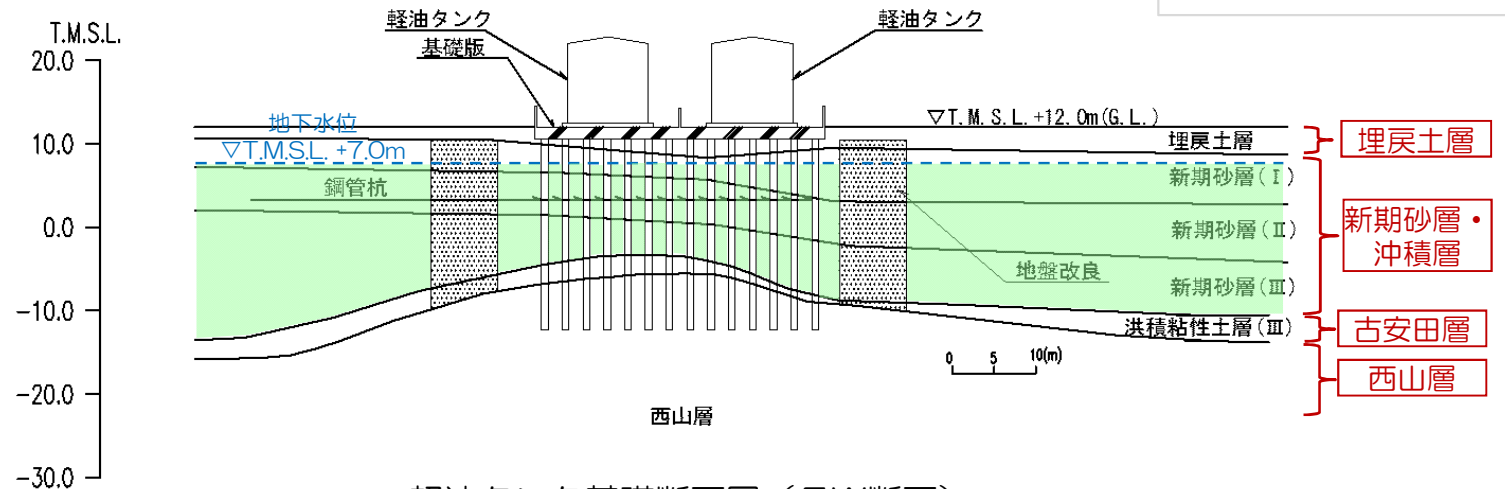 T.M.S.L.
20.0
10.0
0.0
-10.0
-20.0
-30.0
軽油タンク
軽油タンク
基礎版
地下水位
▽T.M.S.L. +7.0m
▽T.M.S.L.+12.0m(G.L.)
埋戻土層
新期砂層(Ⅰ)
鋼管杭
新期砂層(Ⅱ)
地盤改良
新期砂層(Ⅲ)
洪積粘性土層(Ⅲ)
0 5 10(m)
西山層
埋戻土層
新期砂層・
沖積層
古安田層
西山層